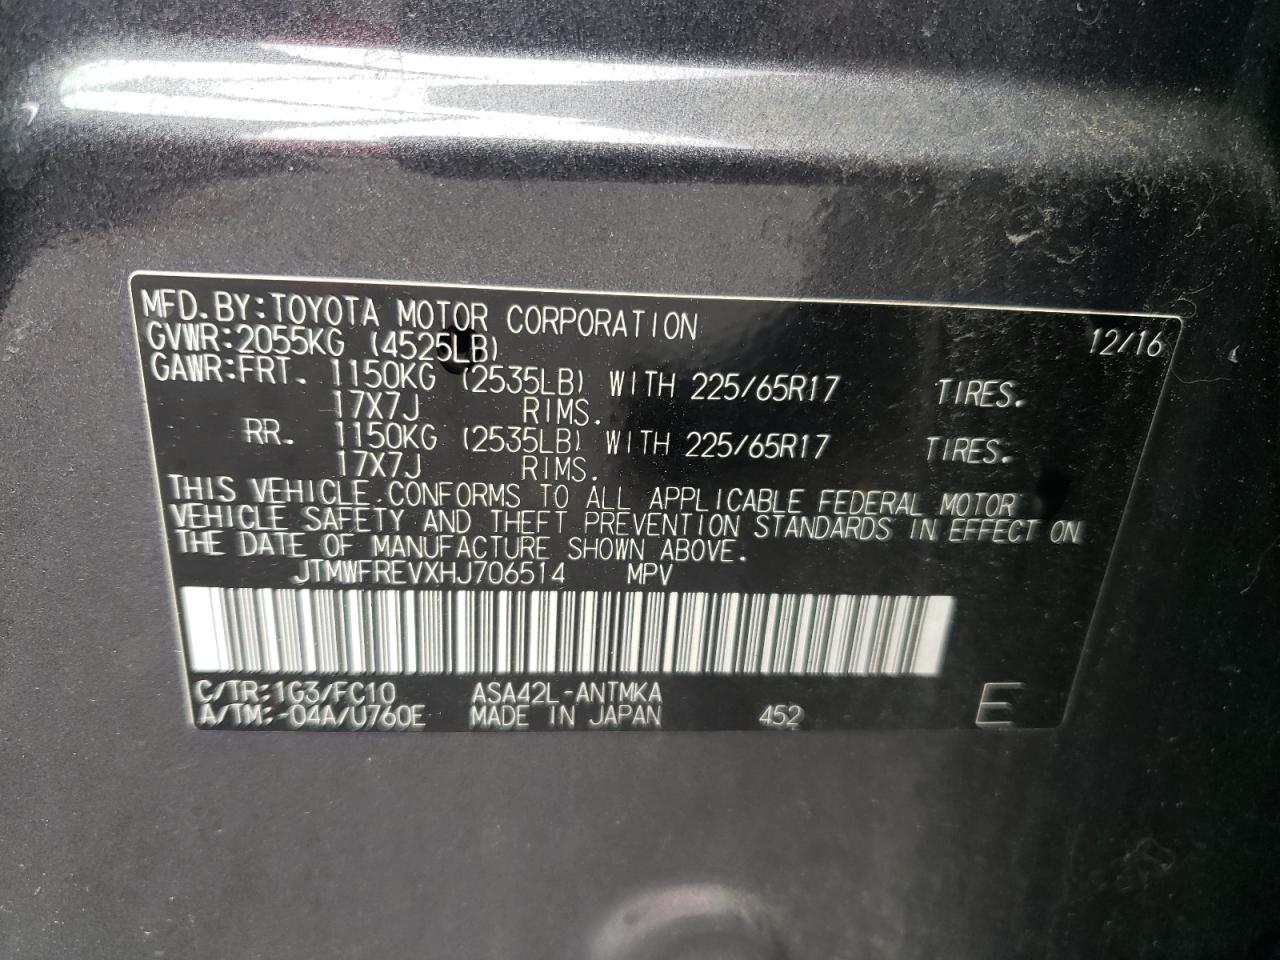 MFD.BY:TOYOTA MOTOR CORPORATION 12/16
GVWR:2055KG (4525LB)
GAWR:FRT. 1150KG (2535LB) WITH 225/65R17 TIRES.
17X7J RIMS.
RR. 1150KG (2535LB) WITH 225/65R17 TIRES.
17X7J RIMS.
THIS VEHICLE CONFORMS TO ALL APPLICABLE FEDERAL MOTOR
VEHICLE SAFETY AND THEFT PREVENTION STANDARDS IN EFFECT ON
THE DATE OF MANUFACTURE SHOWN ABOVE.
JTMWFREVXHJ706514 MPV
C/TR:1G3/FC10 ASA42L-ANTMKA
A/TM:-04A/U760E MADE IN JAPAN 452 E